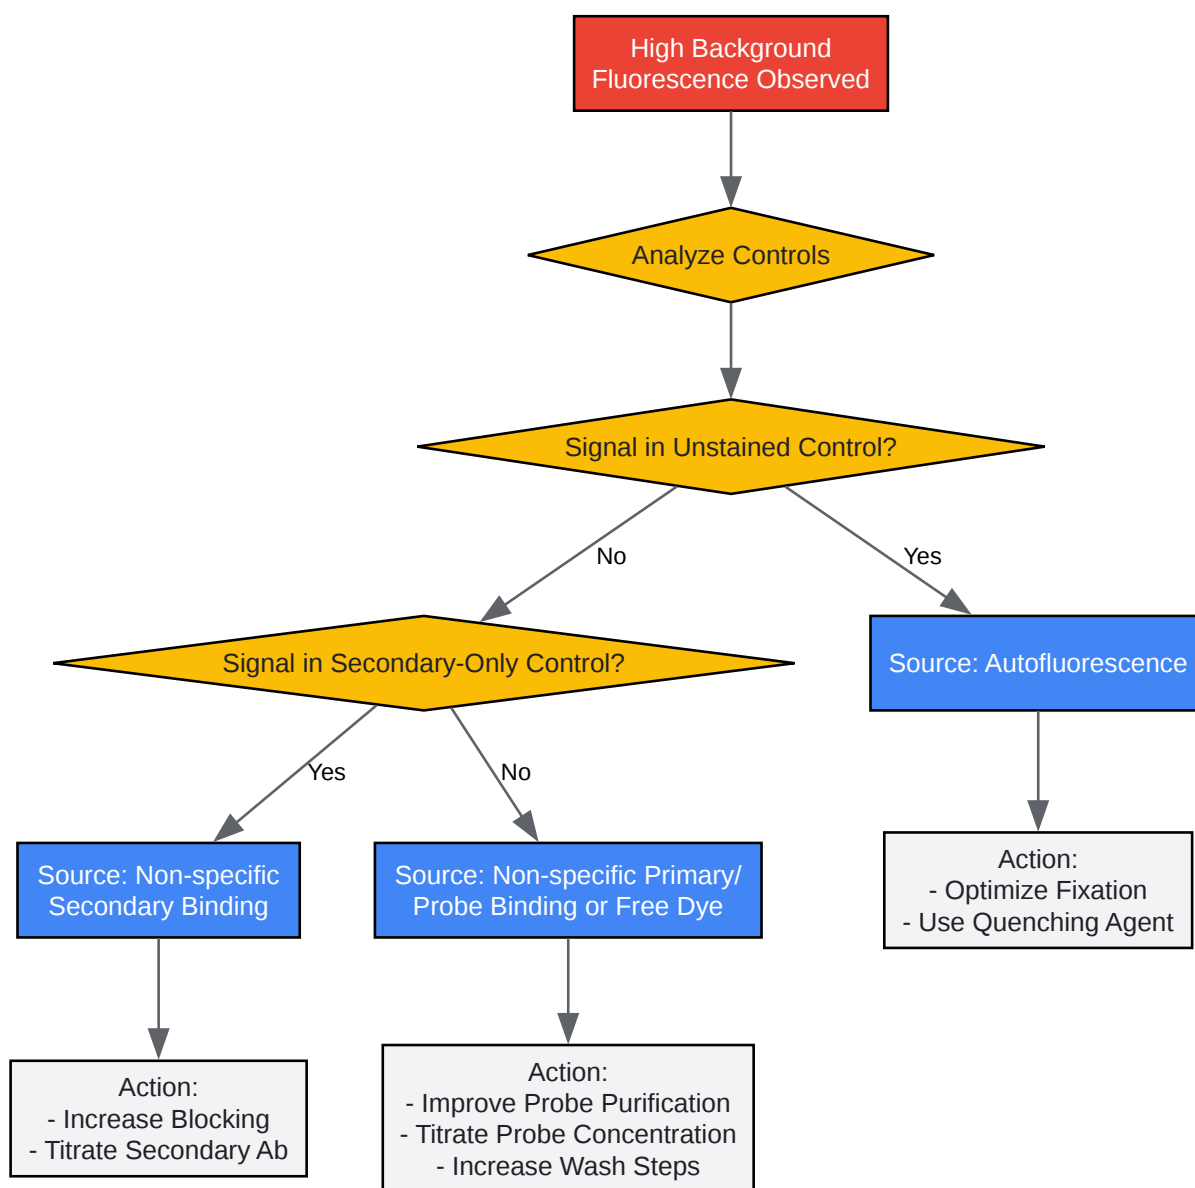 High Background
Fluorescence Observed
Analyze Controls
Signal in Unstained Control?
No
Yes
Signal in Secondary-Only Control?
Source: Autofluorescence
Yes
No
Source: Non-specific
Secondary Binding
Source: Non-specific Primary/
Probe Binding or Free Dye
Action:
- Optimize Fixation
- Use Quenching Agent
Action:
- Increase Blocking
- Titrate Secondary Ab
Action:
- Improve Probe Purification
- Titrate Probe Concentration
- Increase Wash Steps